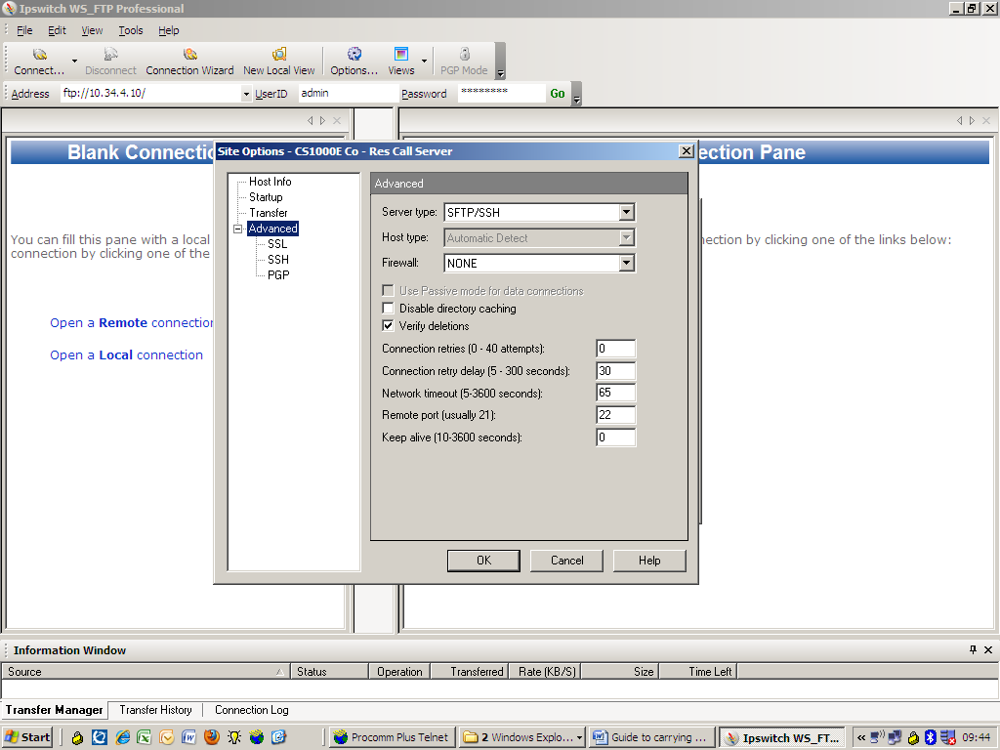 Ipswitch WS_FTP Professional
File Edit View Tools Help
Connect... Disconnect Connection Wizard New Local View Options... Views PGP Mode
Address ftp://10.34.4.10/ UserID admin Password ******** Go
Blank Connectio
ection Pane
You can fill this pane with a local
connection by clicking one of the
nection by clicking one of the links below:
Open a Remote connection
Open a Local connection
Site Options - CS1000E Co - Res Call Server
Host Info
Startup
Transfer
Advanced
SSL
SSH
PGP
Advanced
Server type: SFTP/SSH
Host type: Automatic Detect
Firewall: NONE
Use Passive mode for data connections
Disable directory caching
Verify deletions
Connection retries (0 - 40 attempts): 0
Connection retry delay (5 - 300 seconds): 30
Network timeout (5-3600 seconds): 65
Remote port (usually 21): 22
Keep alive (10-3600 seconds): 0
OK Cancel Help
Information Window
Source Status Operation Transferred Rate (KB/S) Size Time Left
Transfer Manager Transfer History Connection Log
Start Procomm Plus Telnet 2 Windows Explo... Guide to carrying ... Ipswitch WS_FT... « 09:44